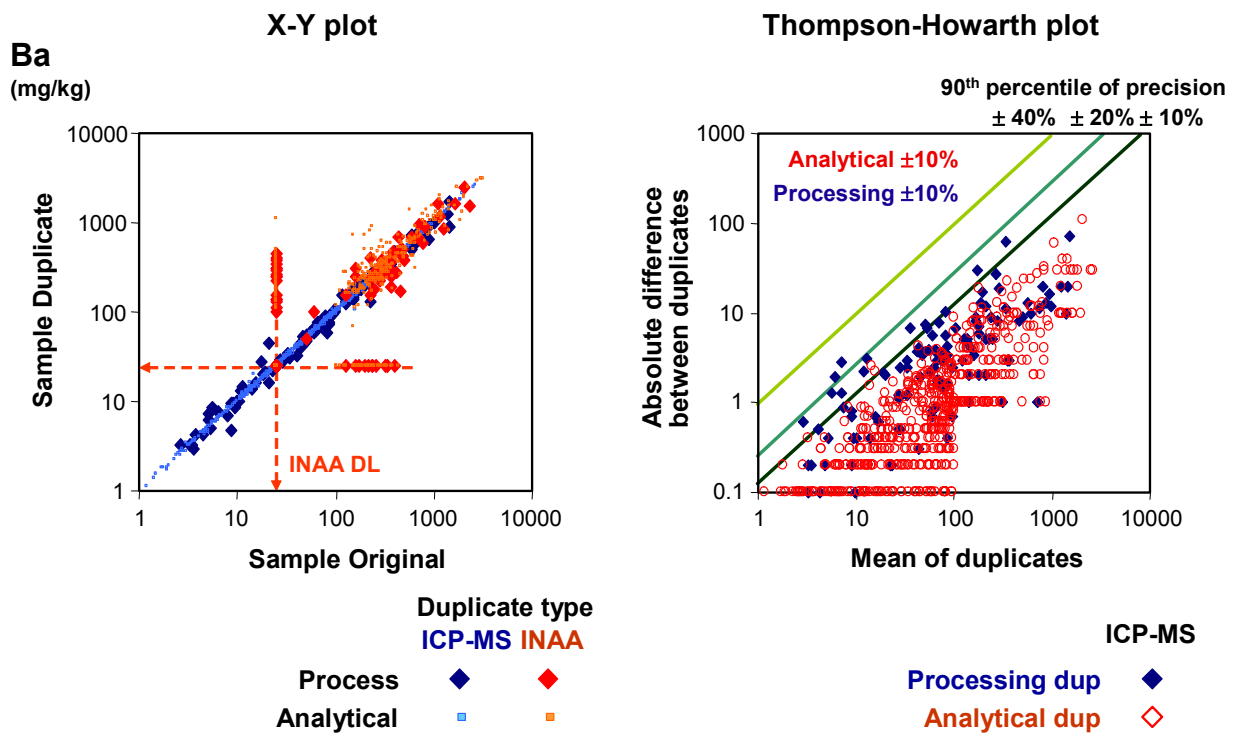 X-Y plot
Thompson-Howarth plot
Ba
(mg/kg)
90th percentile of precision
± 40% ± 20% ± 10%
10000
1000
100
10
1
1 10 100 1000 10000
Sample Duplicate
Sample Original
INAA DL
1000
100
10
1
0.1
1 10 100 1000 10000
Absolute difference
between duplicates
Mean of duplicates
Analytical ±10%
Processing ±10%
Duplicate type
ICP-MS INAA
Process
Analytical
ICP-MS
Processing dup
Analytical dup